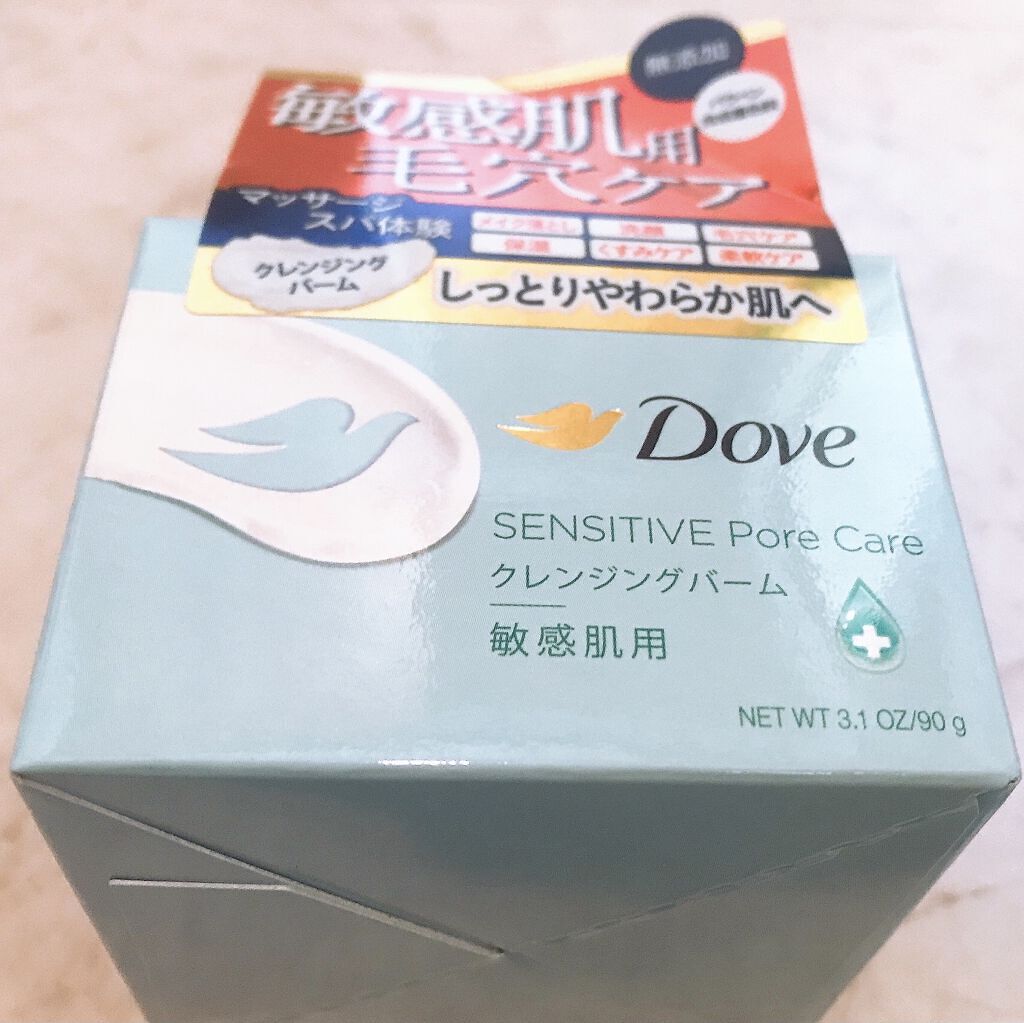 無添加
敏感肌用
毛穴ケア
マッサージ
スパ体験
メイク落とし 洗顔 毛穴ケア
保湿 くすみケア 柔軟ケア
クレンジング
バーム
しっとりやわらか肌へ
Dove
SENSITIVE Pore Care
クレンジングバーム
敏感肌用
NET WT 3.1 OZ/90 g